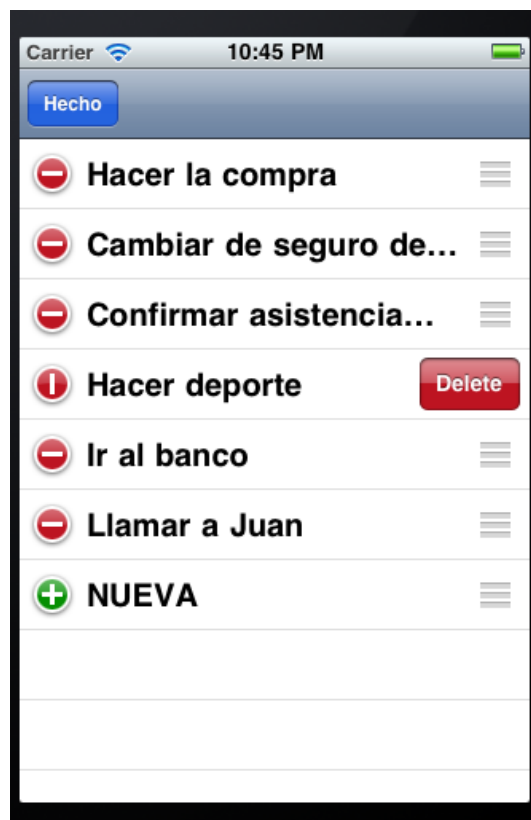 Carrier 10:45 PM
Hecho
Hacer la compra
Cambiar de seguro de...
Confirmar asistencia...
Hacer deporte Delete
Ir al banco
Llamar a Juan
NUEVA